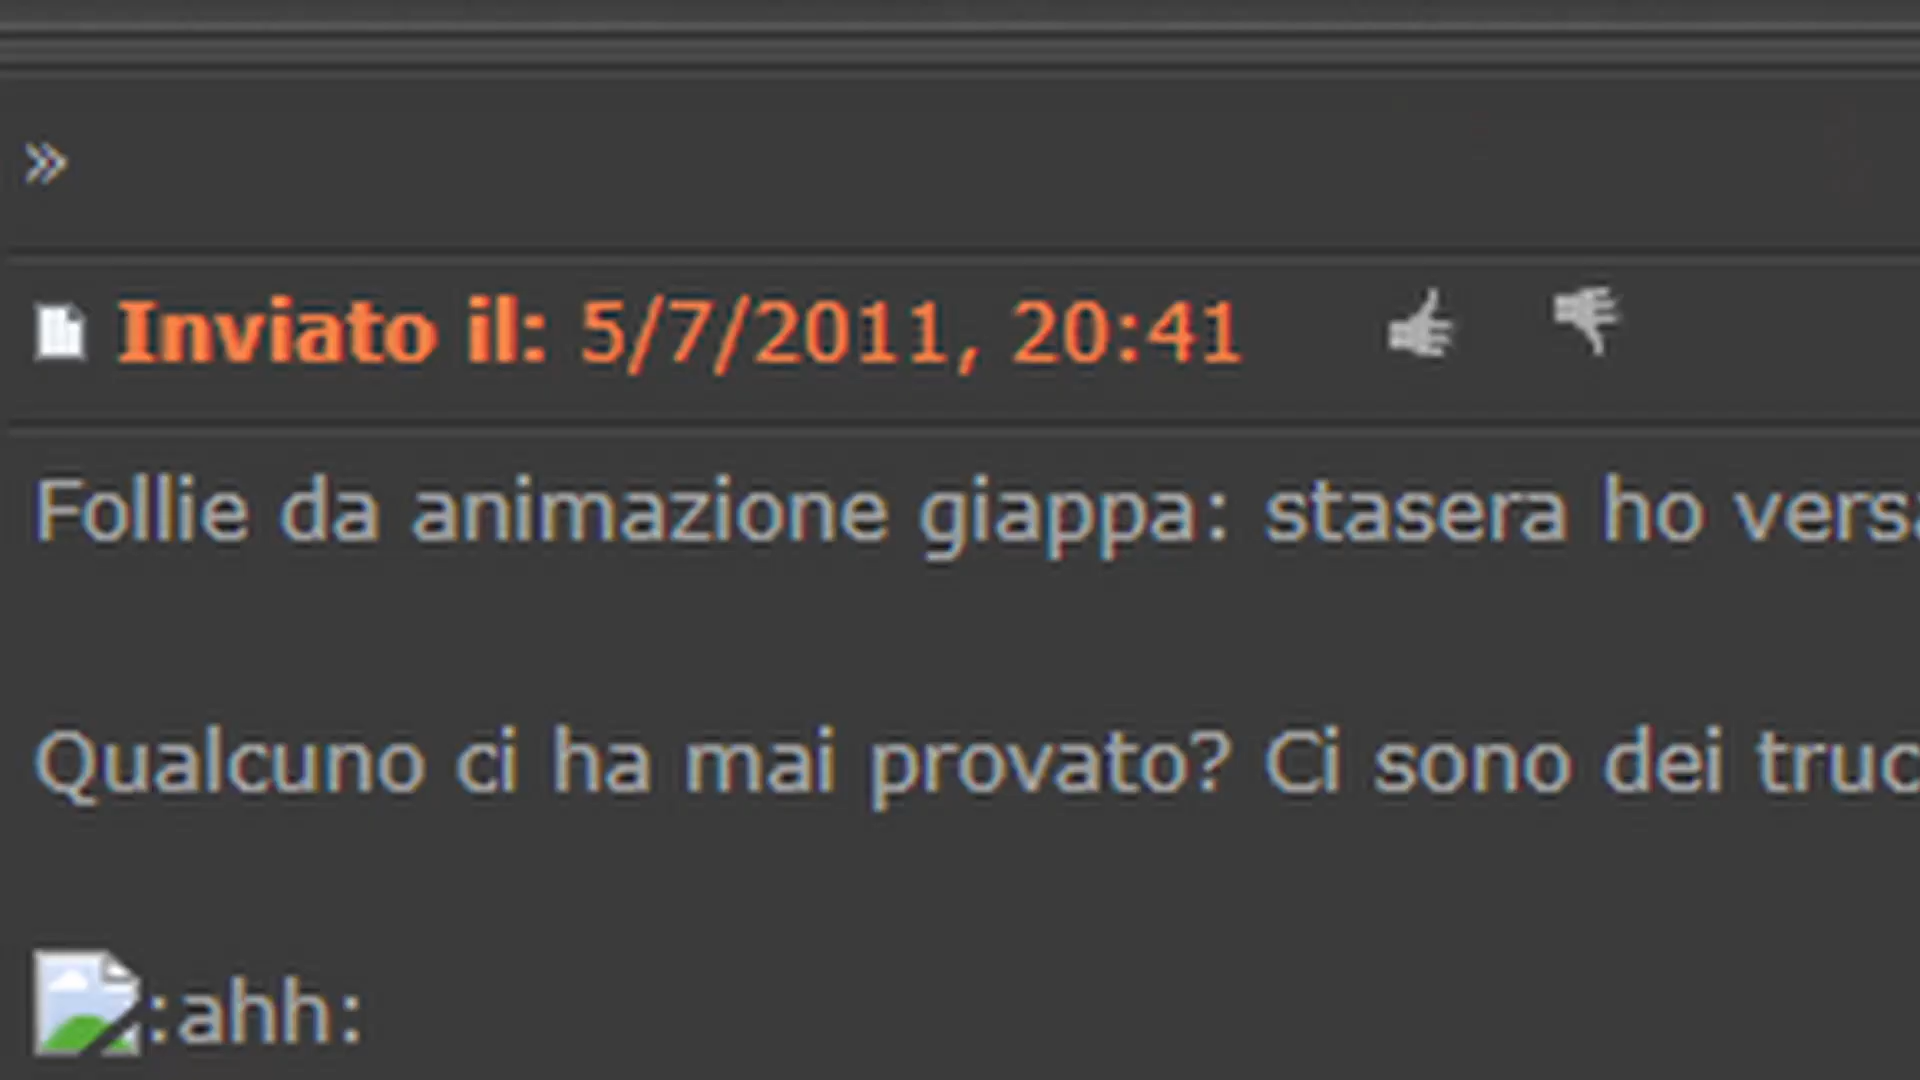 »
Inviato il: 5/7/2011, 20:41
Follie da animazione giappa: stasera ho
Qualcuno ci ha mai provato? Ci sono dei
:ahh: